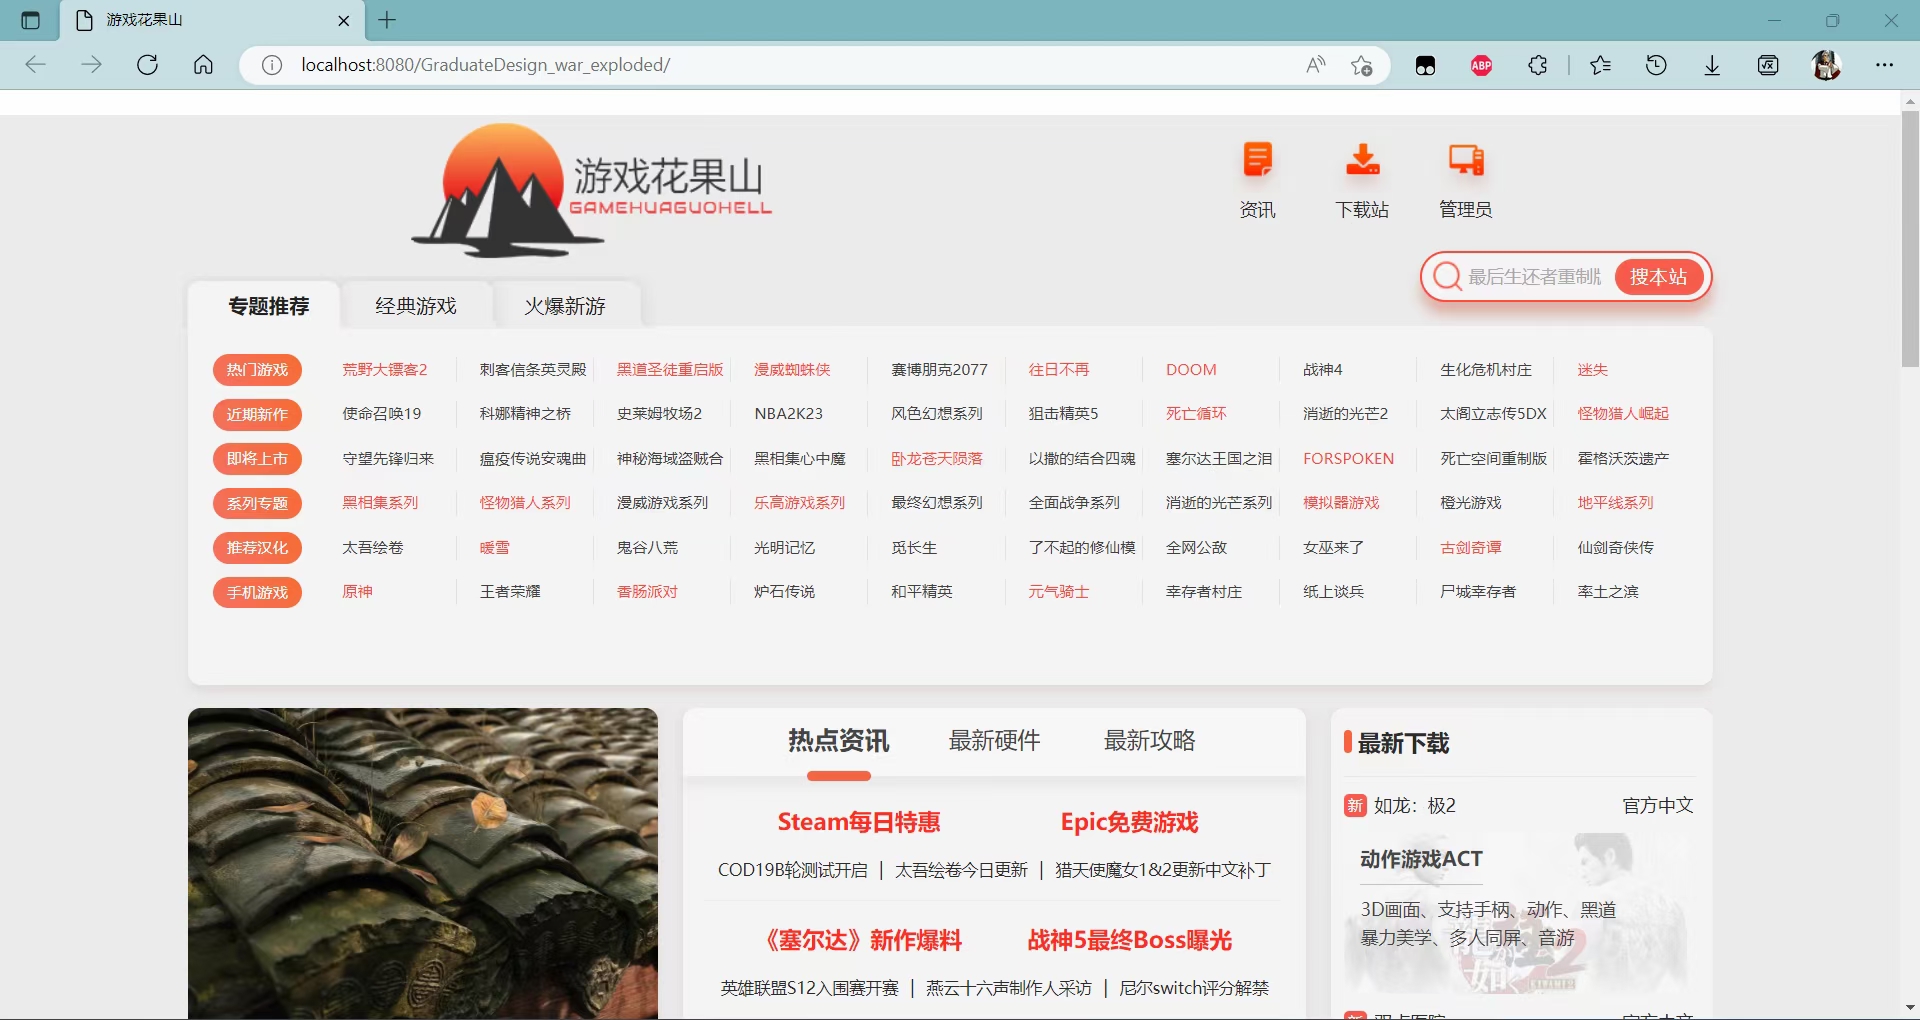 游戏花果山
localhost:8080/GraduateDesign_war_exploded/
ABP
游戏花果山
GAMEHUAGUOHELL
资讯 下载站 管理员
最后生还者重制 搜本站
专题推荐 经典游戏 火爆新游
热门游戏 荒野大镖客2 刺客信条英灵殿 黑道圣徒重启版 漫威蜘蛛侠 赛博朋克2077 往日不再 DOOM 战神4 生化危机村庄 迷失
近期新作 使命召唤19 科娜精神之桥 史莱姆牧场2 NBA2K23 风色幻想系列 狙击精英5 死亡循环 消逝的光芒2 太阁立志传5DX 怪物猎人崛起
即将上市 守望先锋归来 瘟疫传说安魂曲 神秘海域盗贼合 黑相集心中魔 卧龙苍天陨落 以撒的结合四魂 塞尔达王国之泪 FORSPOKEN 死亡空间重制版 霍格沃茨遗产
系列专题 黑相集系列 怪物猎人系列 漫威游戏系列 乐高游戏系列 最终幻想系列 全面战争系列 消逝的光芒系列 模拟器游戏 橙光游戏 地平线系列
推荐汉化 太吾绘卷 暖雪 鬼谷八荒 光明记忆 觅长生 了不起的修仙模 全网公敌 女巫来了 古剑奇谭 仙剑奇侠传
手机游戏 原神 王者荣耀 香肠派对 炉石传说 和平精英 元气骑士 幸存者村庄 纸上谈兵 尸城幸存者 率土之滨
热点资讯 最新硬件 最新攻略
Steam每日特惠 Epic免费游戏
COD19B轮测试开启 | 太吾绘卷今日更新 | 猎天使魔女1&2更新中文补丁
《塞尔达》新作爆料 战神5最终Boss曝光
英雄联盟S12入围赛开赛 | 燕云十六声制作人采访 | 尼尔switch评分解禁
最新下载
新 如龙：极2 官方中文
动作游戏ACT
3D画面、支持手柄、动作、黑道
暴力美学、多人同屏、音游